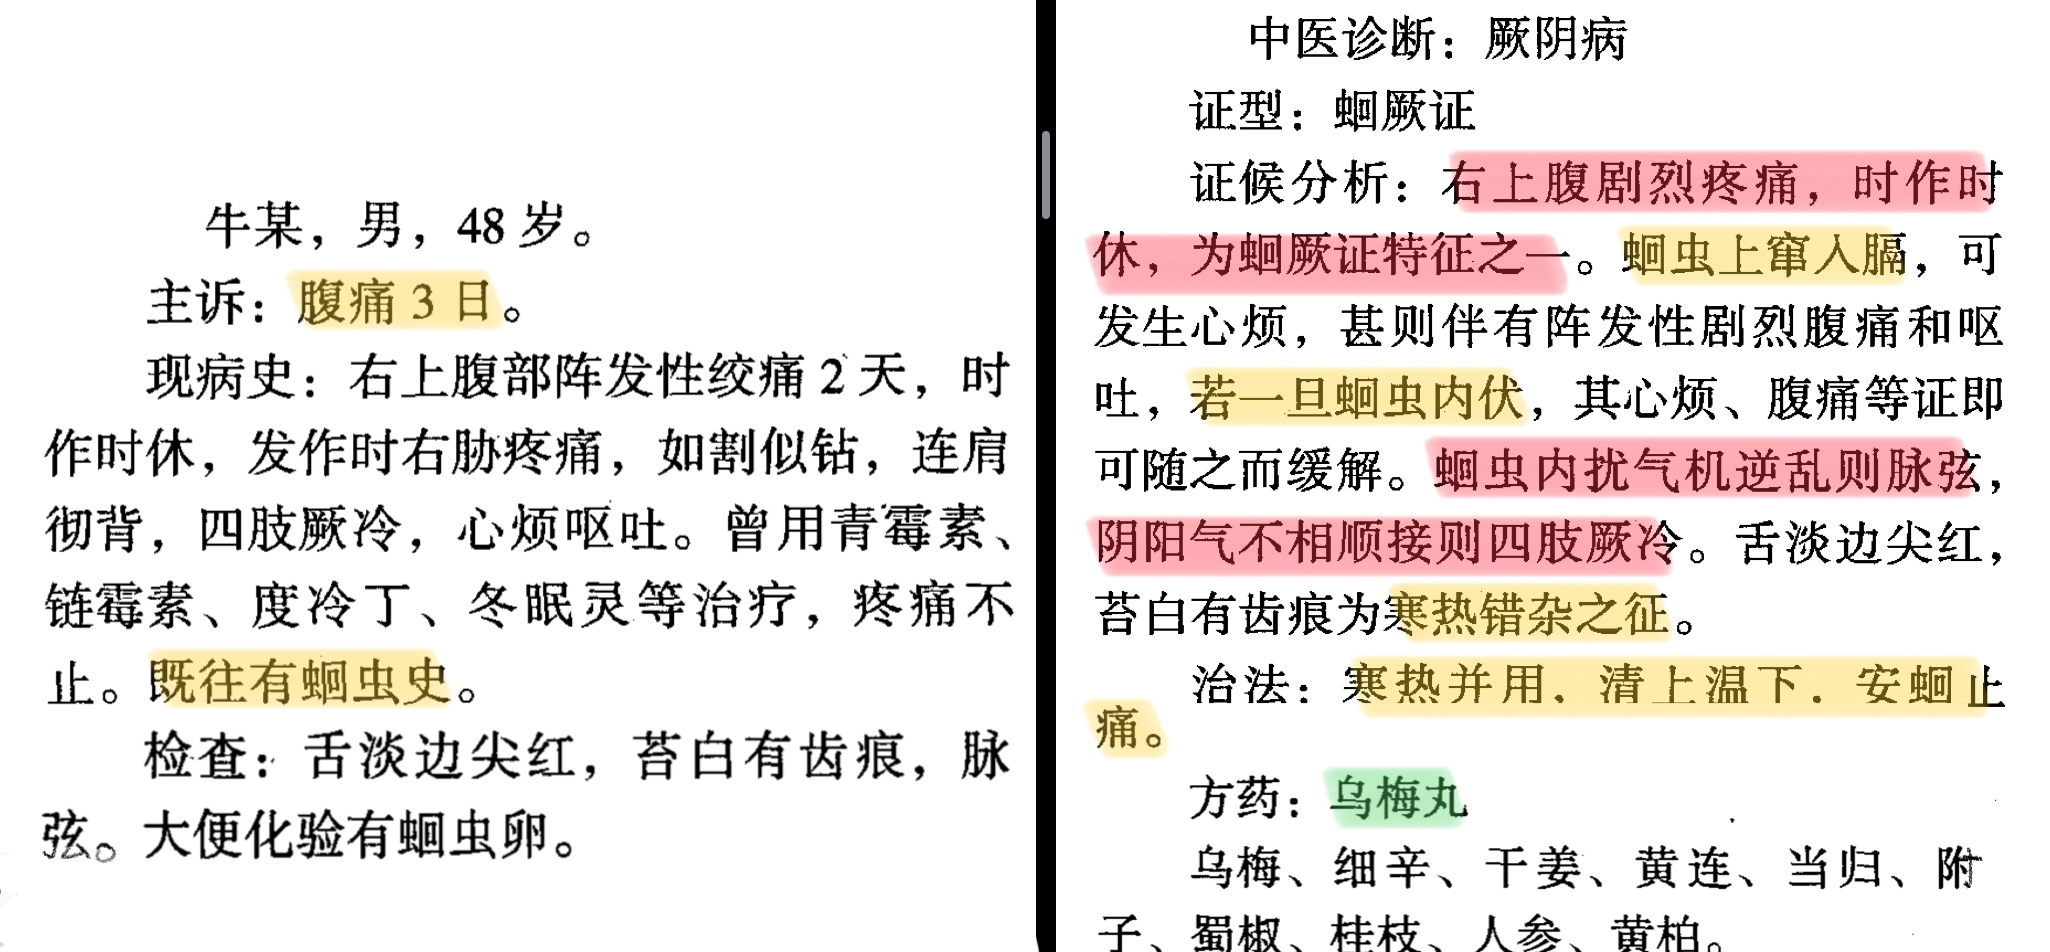 牛某，男，48岁。
主诉：腹痛3日。
现病史：右上腹部阵发性绞痛2天，时
作时休，发作时右胁疼痛，如割似钻，连肩
彻背，四肢厥冷，心烦呕吐。曾用青霉素、
链霉素、度冷丁、冬眠灵等治疗，疼痛不
止。既往有蛔虫史。
检查：舌淡边尖红，苔白有齿痕，脉
弦。大便化验有蛔虫卵。
中医诊断：厥阴病
证型：蛔厥证
证候分析：右上腹剧烈疼痛，时作时
休，为蛔厥证特征之一。蛔虫上窜入膈，可
发生心烦，甚则伴有阵发性剧烈腹痛和呕
吐，若一旦蛔虫内伏，其心烦、腹痛等证即
可随之而缓解。蛔虫内扰气机逆乱则脉弦，
阴阳气不相顺接则四肢厥冷。舌淡边尖红，
苔白有齿痕为寒热错杂之征。
治法：寒热并用，清上温下，安蛔止
痛。
方药：乌梅丸
乌梅、细辛、干姜、黄连、当归、附
子、蜀椒、桂枝、人参、黄柏。